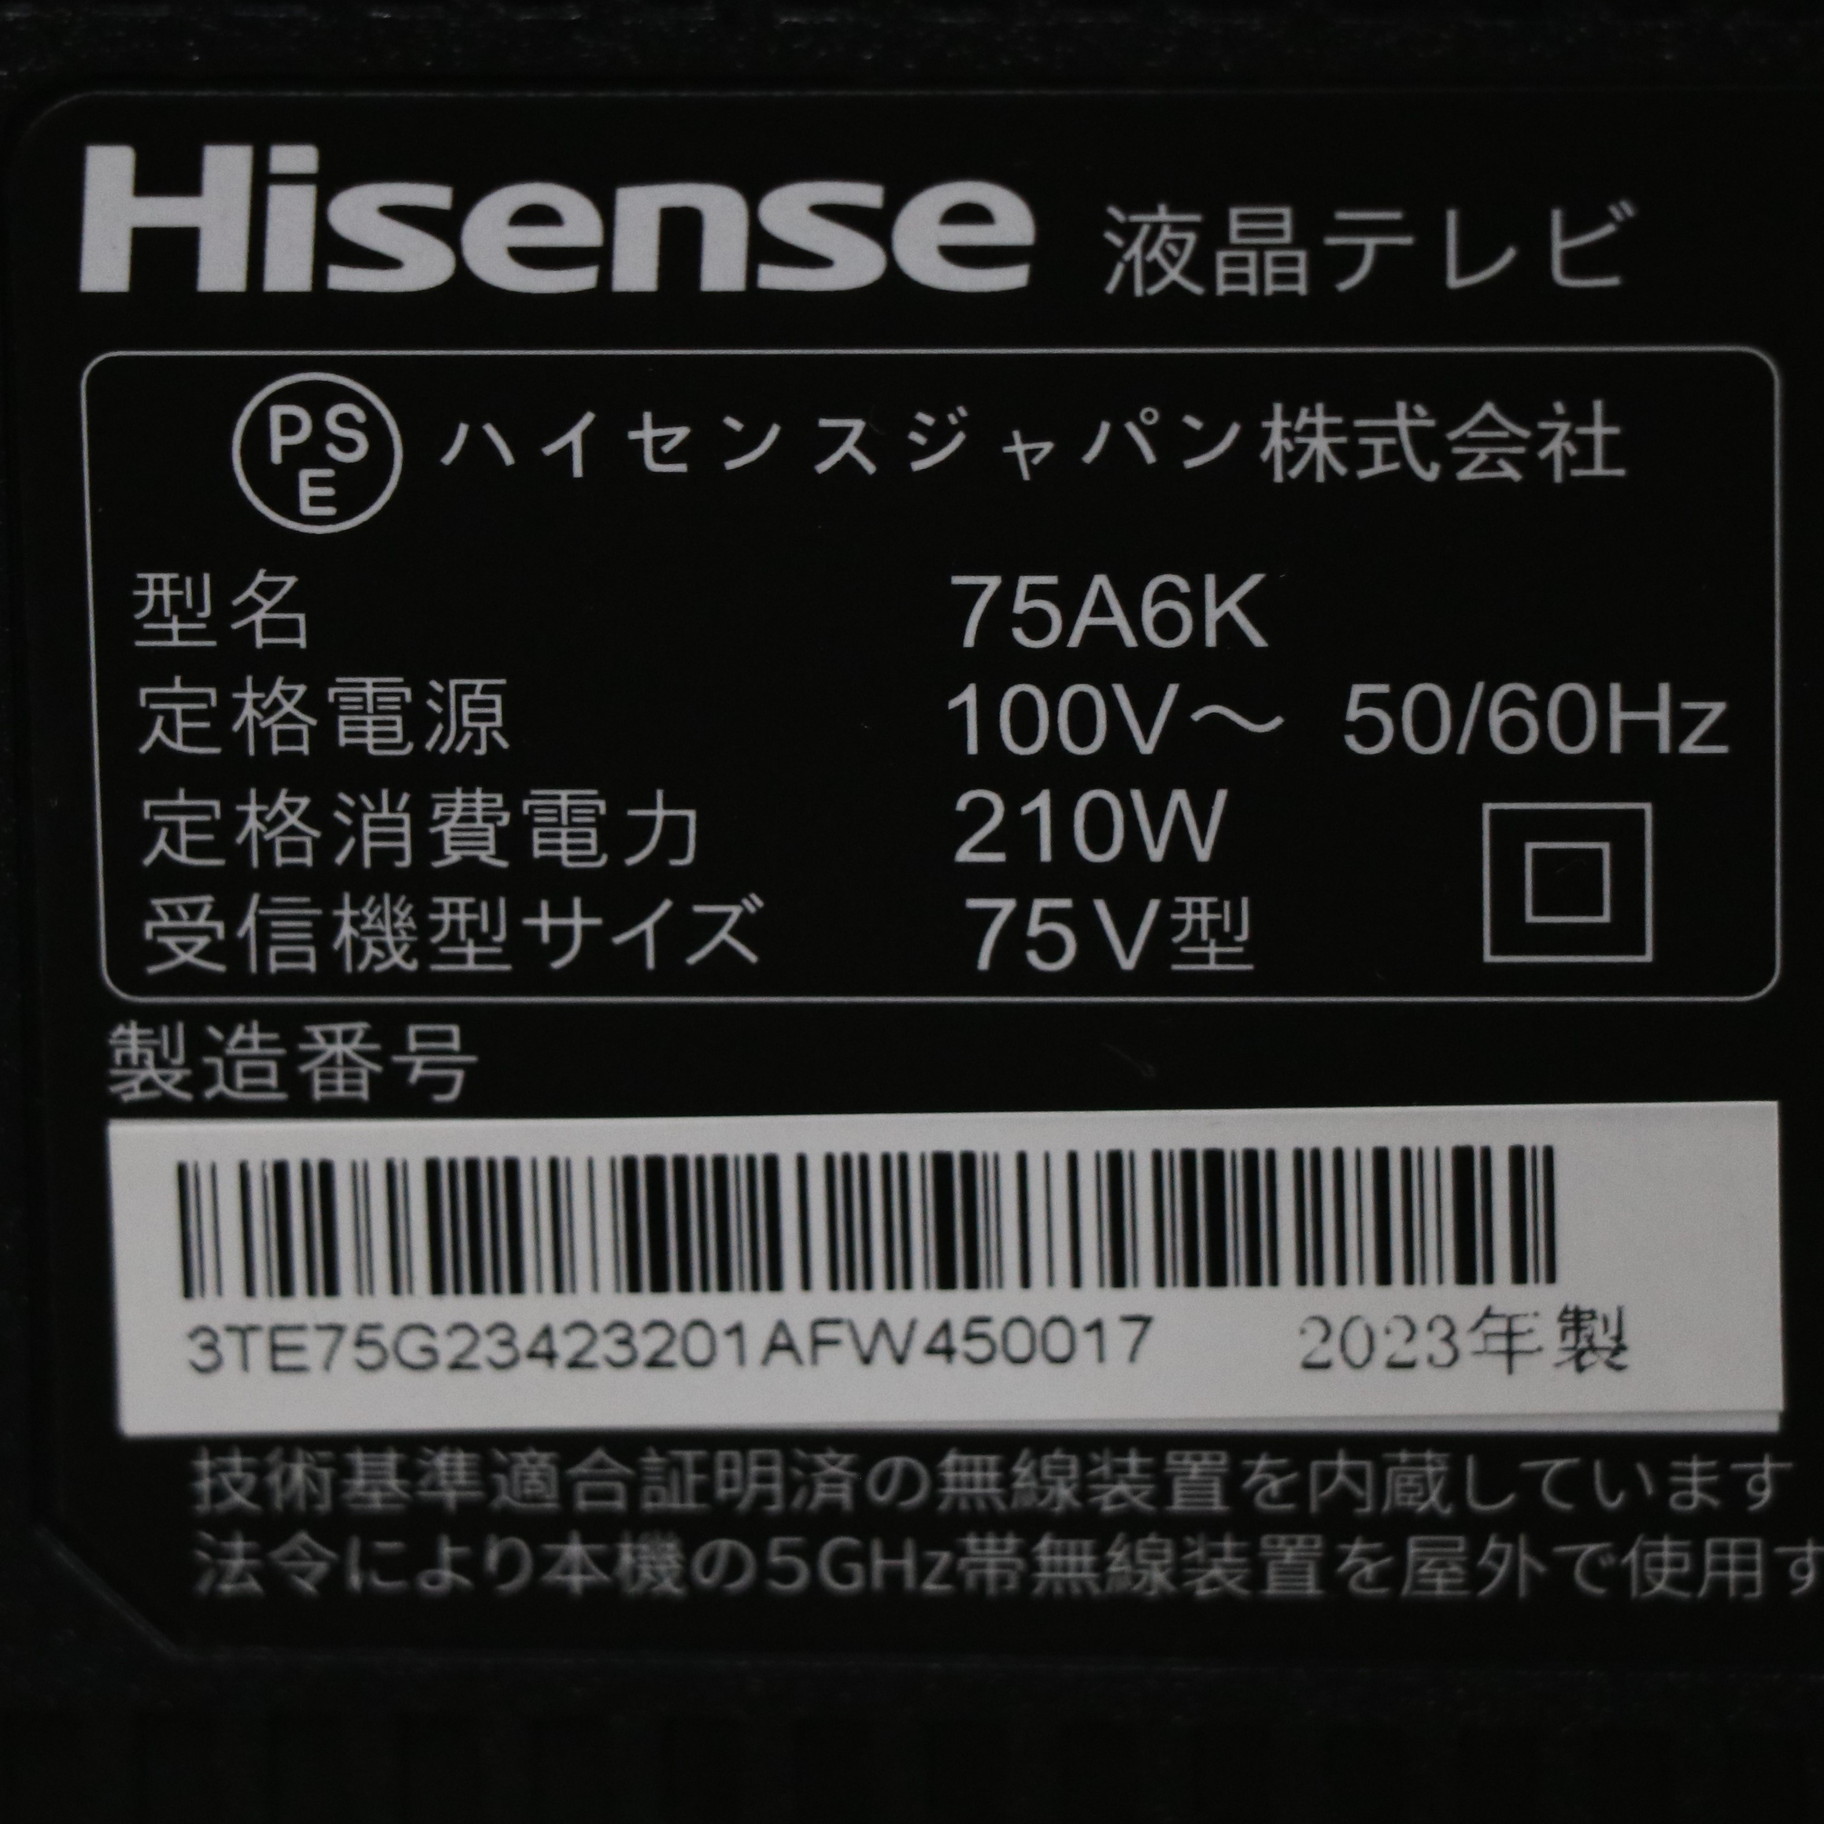 Hisense 液晶テレビ
PSE ハイセンスジャパン株式会社
型名 75A6K
定格電源 100V～ 50/60Hz
定格消費電力 210W
受信機型サイズ 75V型
製造番号
3TE75G23423201AFW450017 2023年製
技術基準適合証明済の無線装置を内蔵しています
法令により本機の5GHz帯無線装置を屋外で使用す